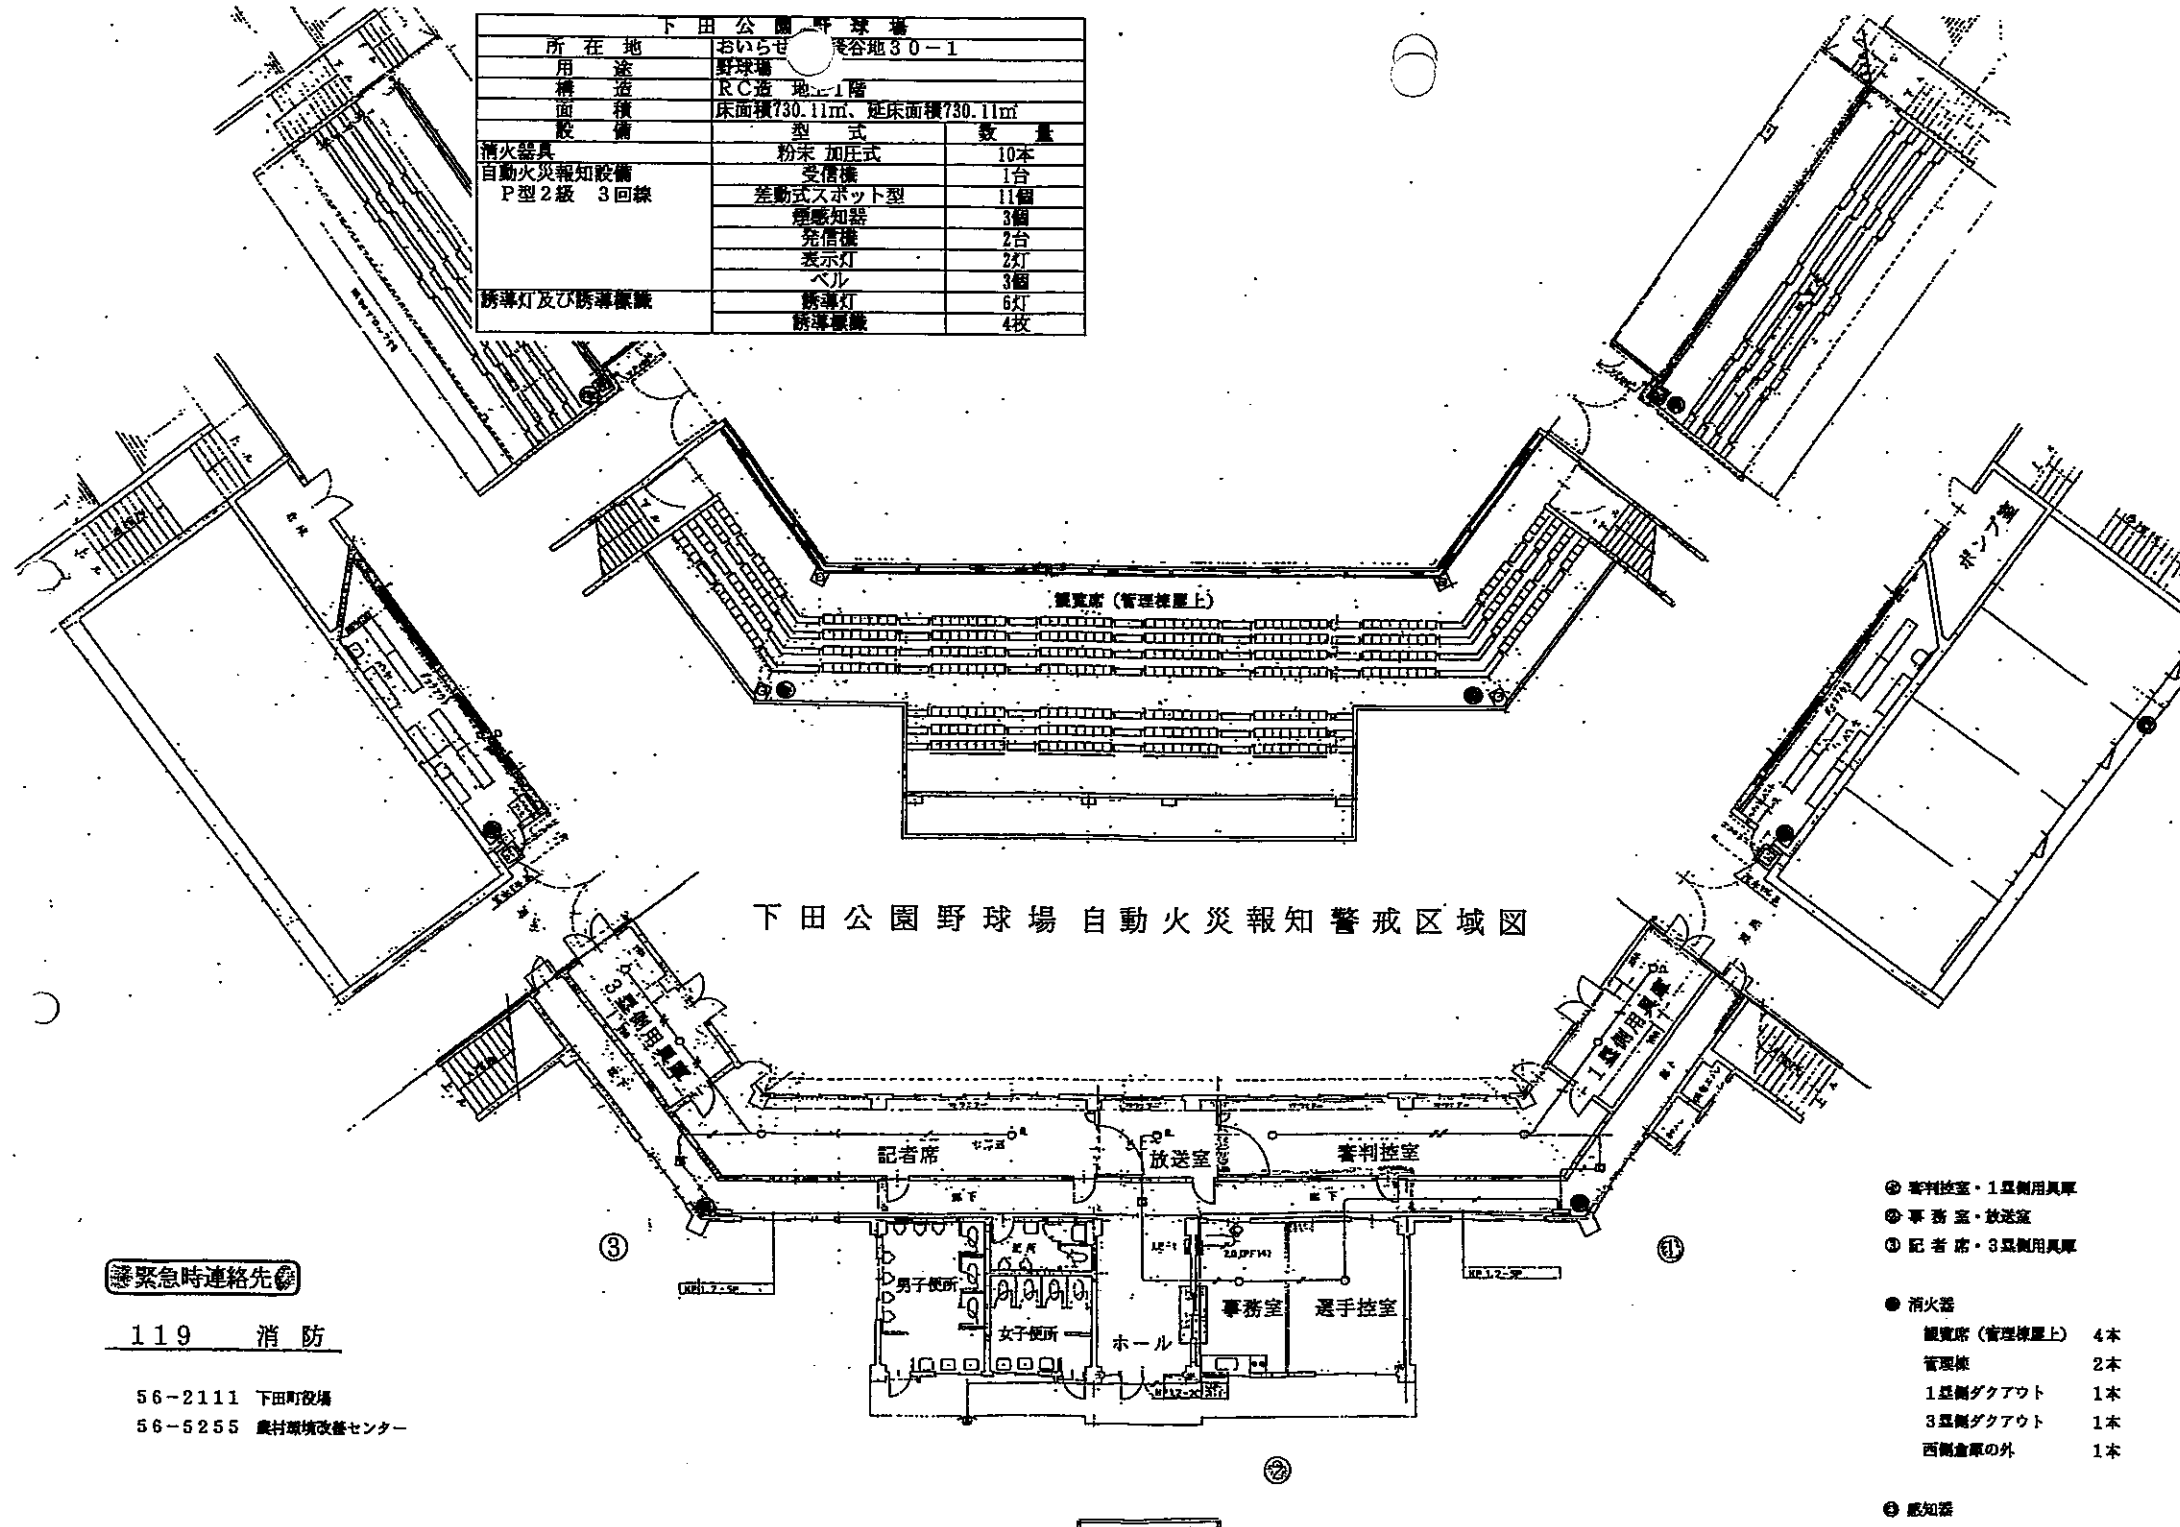 下田公園野球場
所在地 おいらせ 谷地30-1
用途 野球場
構造 RC造 地上1階
面積 床面積730.11㎡、延床面積730.11㎡
設備 型式 数量
消火器具 粉末 加圧式 10本
自動火災報知設備 受信機 1台
P型2級 3回線 差動式スポット型 11個
煙感知器 3個
発信機 2台
表示灯 2灯
ベル 3個
誘導灯及び誘導標識 誘導灯 6灯
誘導標識 4枚
ポンプ室
観覧席(管理棟屋上)
下田公園野球場 自動火災報知警戒区域図
3塁側用具庫
1塁側用具庫
記者席
放送室
審判控室
廊下
廊下
③
①
男子便所
女子便所
ホール
事務室
選手控室
②
緊急時連絡先
119 消防
56-2111 下田町役場
56-5255 農村環境改善センター
① 審判控室・1塁側用具庫
② 事務室・放送室
③ 記者席・3塁側用具庫
● 消火器
観覧席(管理棟屋上) 4本
管理棟 2本
1塁側ダクアウト 1本
3塁側ダクアウト 1本
西側倉庫の外 1本
感知器